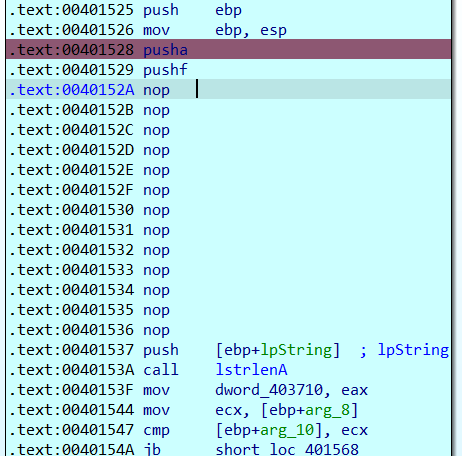 .text:00401525 push ebp
.text:00401526 mov ebp, esp
.text:00401528 pusha
.text:00401529 pushf
.text:0040152A nop
.text:0040152B nop
.text:0040152C nop
.text:0040152D nop
.text:0040152E nop
.text:0040152F nop
.text:00401530 nop
.text:00401531 nop
.text:00401532 nop
.text:00401533 nop
.text:00401534 nop
.text:00401535 nop
.text:00401536 nop
.text:00401537 push [ebp+lpString] ; lpString
.text:0040153A call lstrlenA
.text:0040153F mov dword_403710, eax
.text:00401544 mov ecx, [ebp+arg_8]
.text:00401547 cmp [ebp+arg_10], ecx
.text:0040154A jb short loc_401568